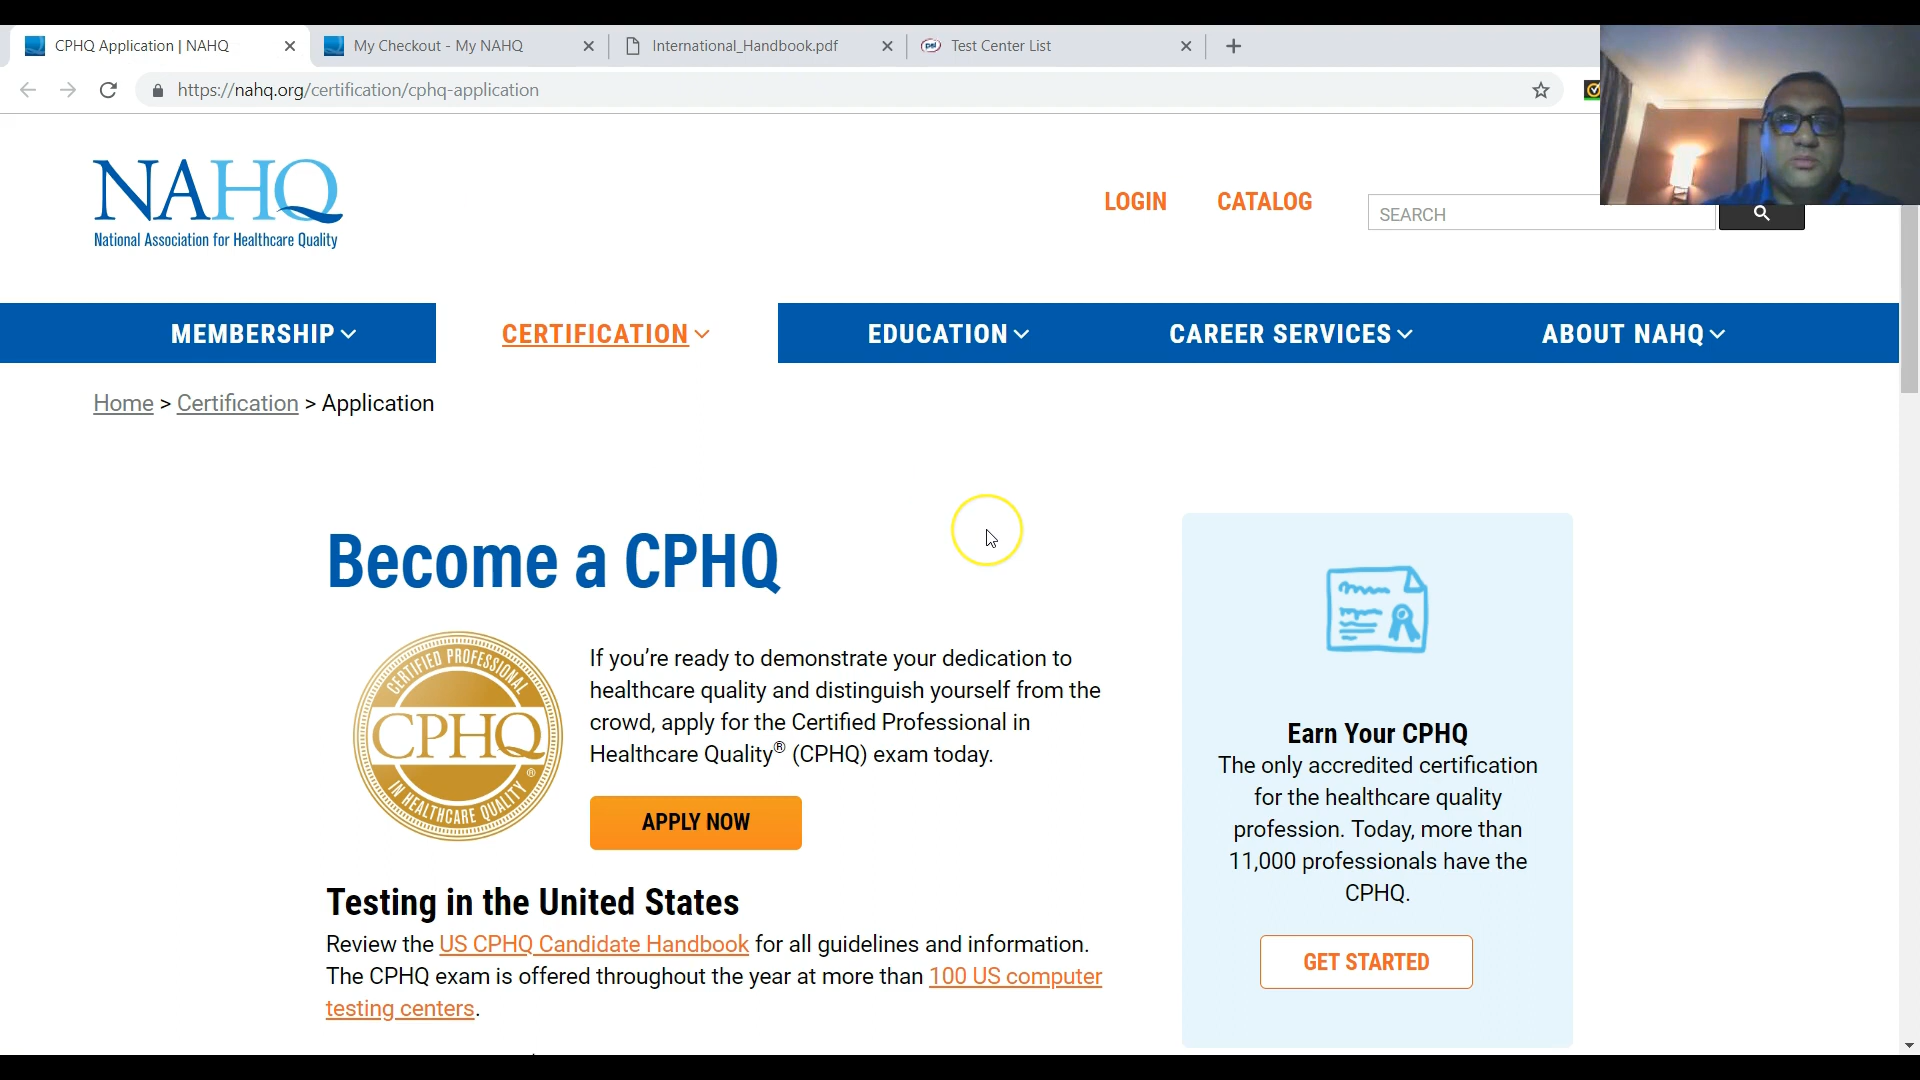 CPHQ Application | NAHQ
My Checkout - My NAHQ
International_Handbook.pdf
psi
Test Center List
https://nahq.org/certification/cphq-application
NAHQ
National Association for Healthcare Quality
LOGIN
CATALOG
SEARCH
MEMBERSHIP
CERTIFICATION
EDUCATION
CAREER SERVICES
ABOUT NAHQ
Home > Certification > Application
Become a CPHQ
CERTIFIED PROFESSIONAL
CPHQ
®
IN HEALTHCARE QUALITY
If you’re ready to demonstrate your dedication to
healthcare quality and distinguish yourself from the
crowd, apply for the Certified Professional in
Healthcare Quality® (CPHQ) exam today.
APPLY NOW
Testing in the United States
Review the US CPHQ Candidate Handbook for all guidelines and information.
The CPHQ exam is offered throughout the year at more than 100 US computer
testing centers.
Earn Your CPHQ
The only accredited certification
for the healthcare quality
profession. Today, more than
11,000 professionals have the
CPHQ.
GET STARTED